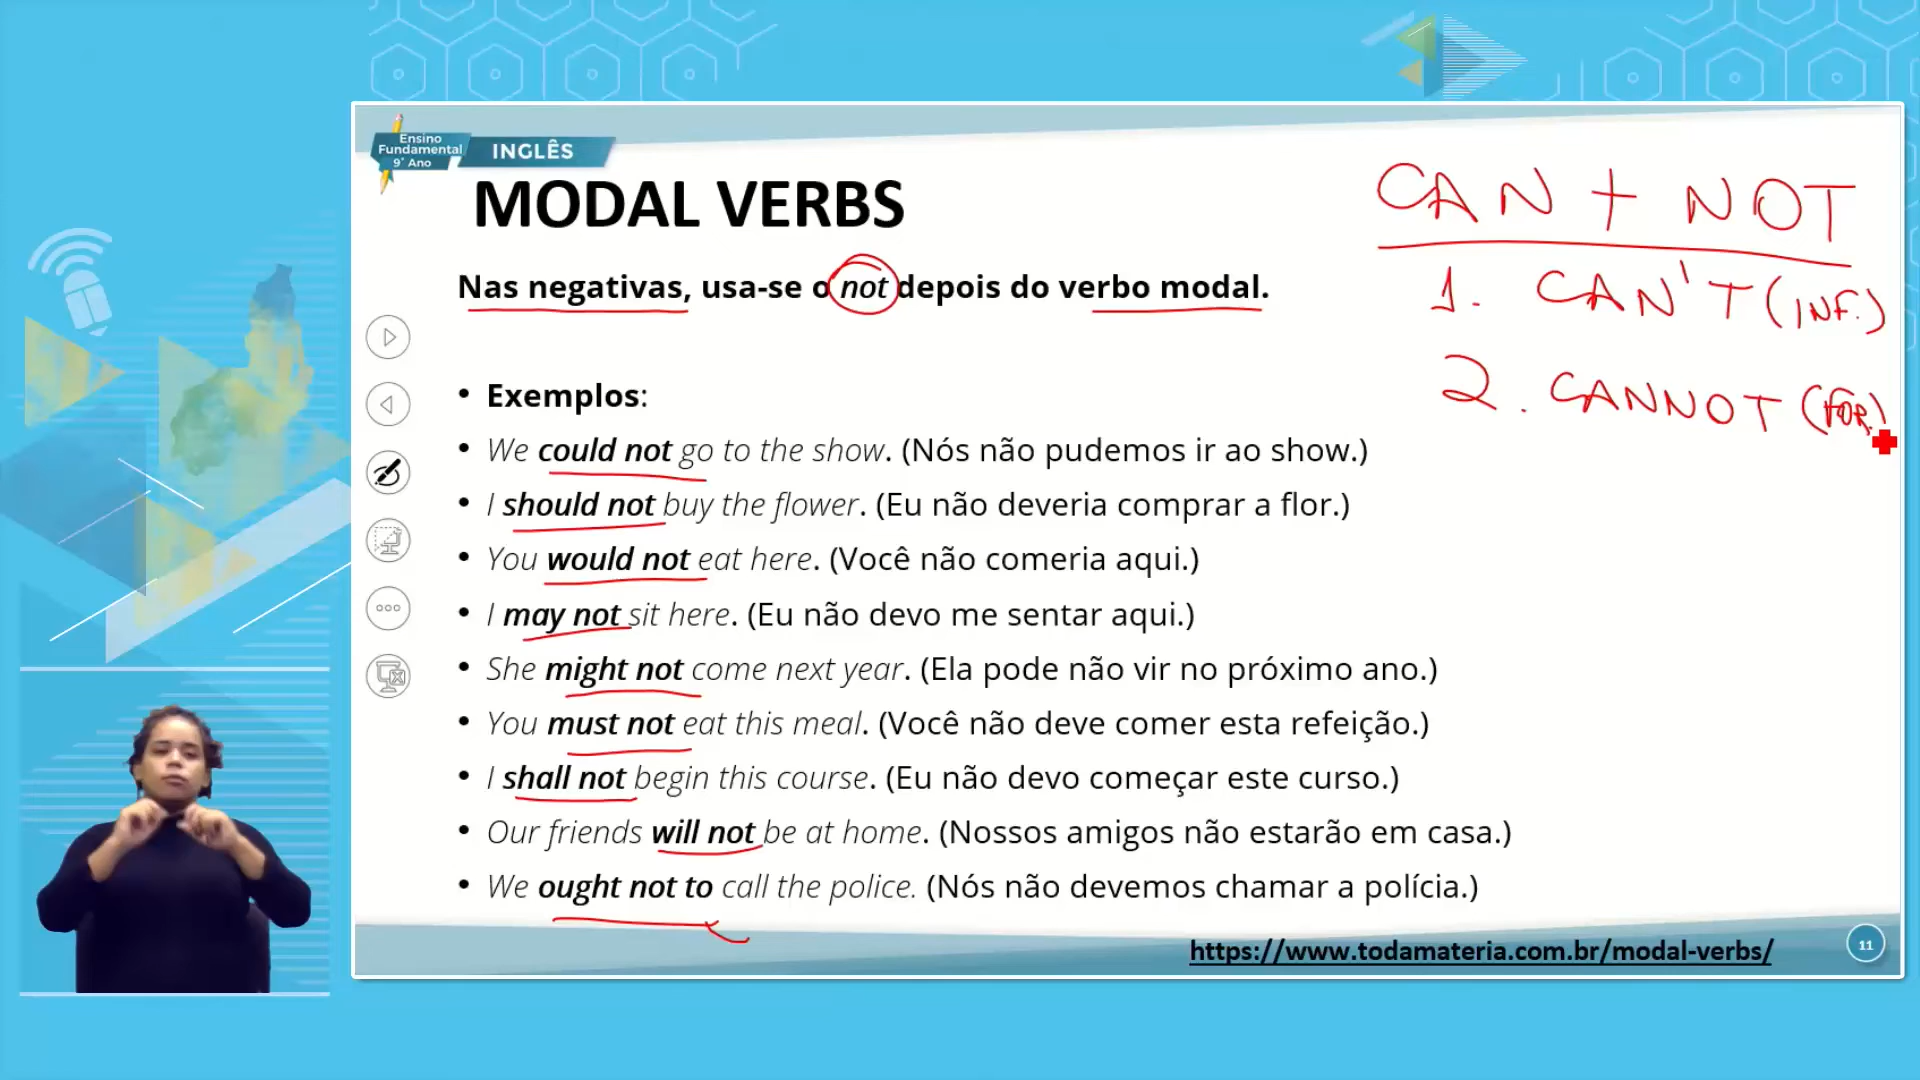 Ensino
Fundamental
9° Ano
INGLÊS
MODAL VERBS
CAN + NOT
1. CAN'T (INF.)
2. CANNOT (FOR.)
Nas negativas, usa-se o not depois do verbo modal.
• Exemplos:
• We could not go to the show. (Nós não pudemos ir ao show.)
• I should not buy the flower. (Eu não deveria comprar a flor.)
• You would not eat here. (Você não comeria aqui.)
• I may not sit here. (Eu não devo me sentar aqui.)
• She might not come next year. (Ela pode não vir no próximo ano.)
• You must not eat this meal. (Você não deve comer esta refeição.)
• I shall not begin this course. (Eu não devo começar este curso.)
• Our friends will not be at home. (Nossos amigos não estarão em casa.)
• We ought not to call the police. (Nós não devemos chamar a polícia.)
https://www.todamateria.com.br/modal-verbs/
11